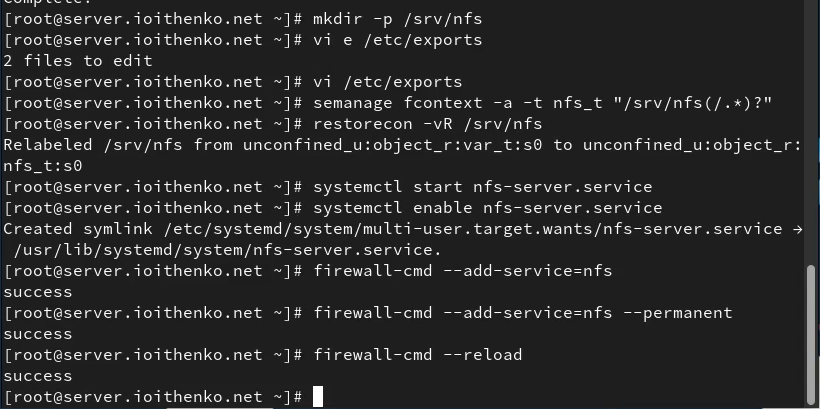 complete!
[root@server.ioithenko.net ~]# mkdir -p /srv/nfs
[root@server.ioithenko.net ~]# vi e /etc/exports
2 files to edit
[root@server.ioithenko.net ~]# vi /etc/exports
[root@server.ioithenko.net ~]# semanage fcontext -a -t nfs_t "/srv/nfs(/.*)?"
[root@server.ioithenko.net ~]# restorecon -vR /srv/nfs
Relabeled /srv/nfs from unconfined_u:object_r:var_t:s0 to unconfined_u:object_r:
nfs_t:s0
[root@server.ioithenko.net ~]# systemctl start nfs-server.service
[root@server.ioithenko.net ~]# systemctl enable nfs-server.service
Created symlink /etc/systemd/system/multi-user.target.wants/nfs-server.service →
 /usr/lib/systemd/system/nfs-server.service.
[root@server.ioithenko.net ~]# firewall-cmd --add-service=nfs
success
[root@server.ioithenko.net ~]# firewall-cmd --add-service=nfs --permanent
success
[root@server.ioithenko.net ~]# firewall-cmd --reload
success
[root@server.ioithenko.net ~]#